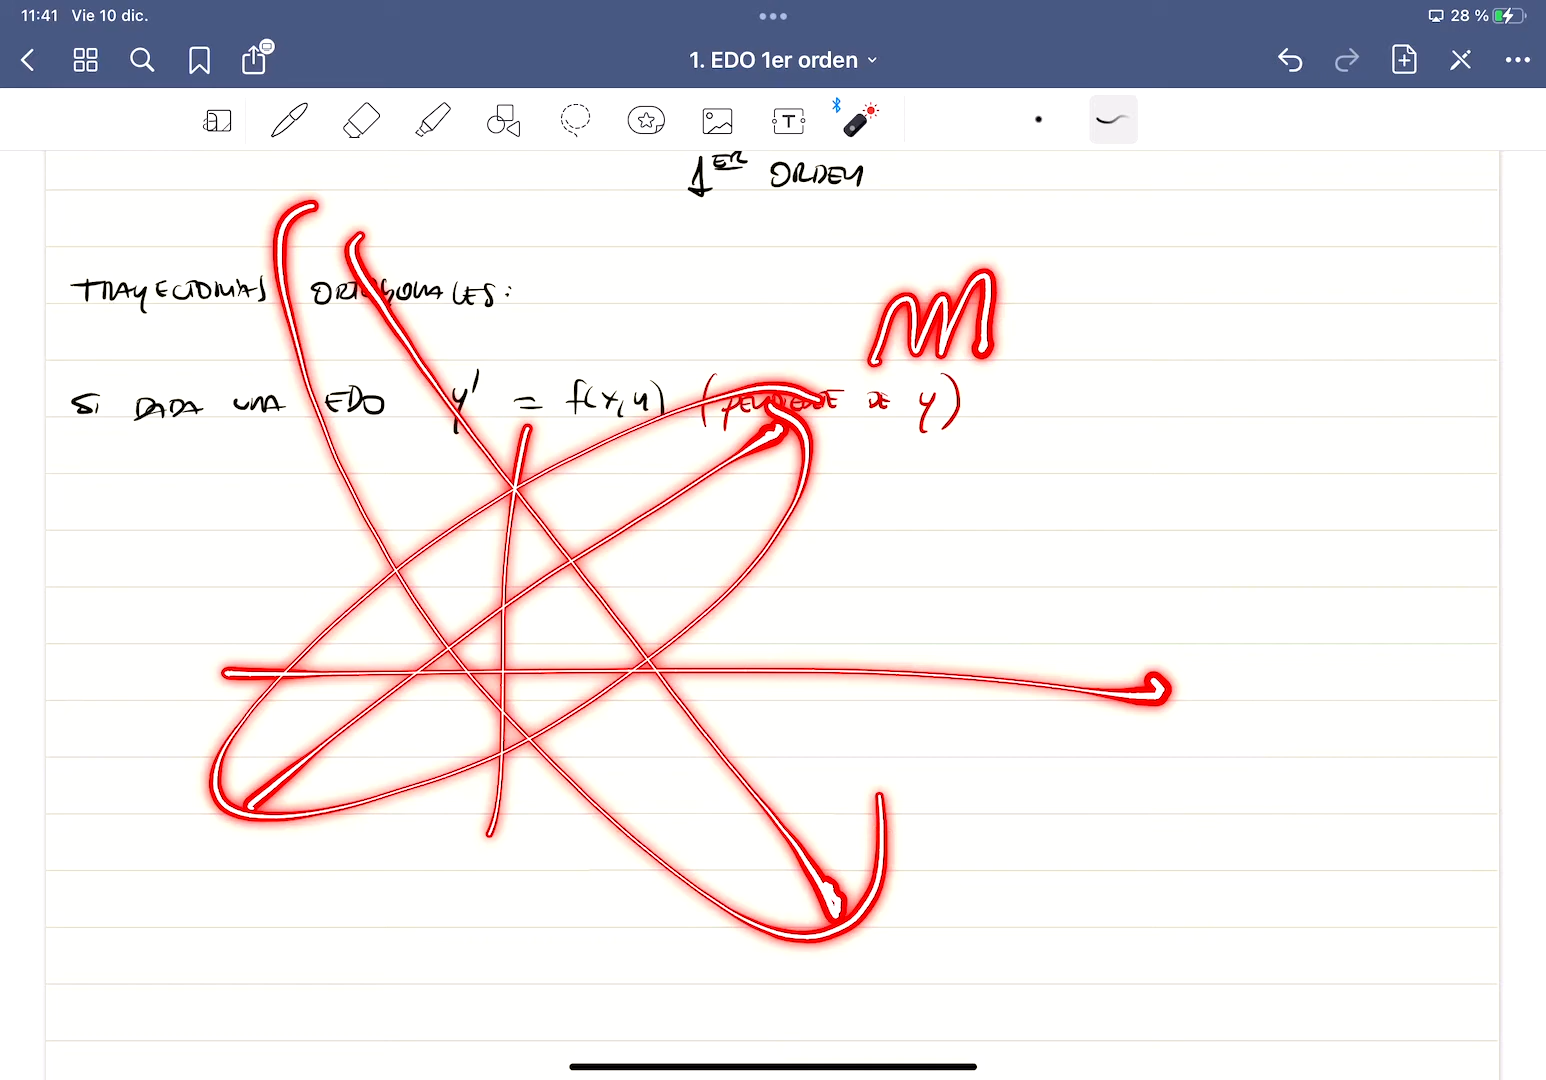 11:41 Vie 10 dic.
28 %
1. EDO 1er orden
T
1ER ORDEN
TRAYECTORIAS ORTOGONALES:
SI DADA UNA EDO y' = f(x,y) (PENDIENTE DE y)
m